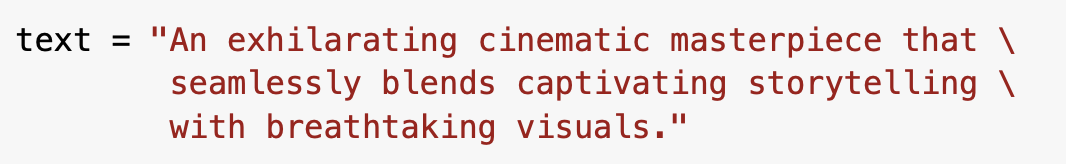 text = "An exhilarating cinematic masterpiece that \
seamlessly blends captivating storytelling \
with breathtaking visuals."